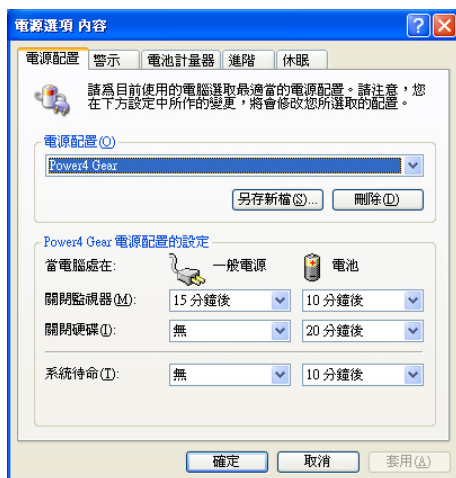 電源選項 內容
電源配置 警示 電池計量器 進階 休眠
請為目前使用的電腦選取最適當的電源配置。請注意，您
在下方設定中所作的變更，將會修改您所選取的配置。
電源配置(O)
Power4 Gear
另存新檔(S)... 刪除(D)
Power4 Gear 電源配置的設定
當電腦處在: 一般電源 電池
關閉監視器(M): 15 分鐘後 10 分鐘後
關閉硬碟(I): 無 20 分鐘後
系統待命(T): 無 10 分鐘後
確定 取消 套用(A)